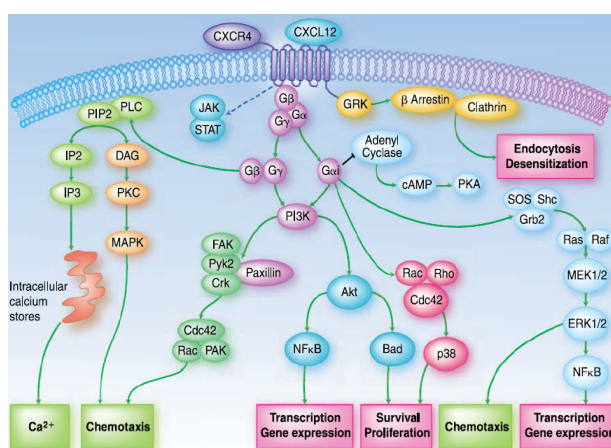 CXCR4
CXCL12
JAK
STAT
Gβ
Gγ
Gα
GRK
β Arrestin
Clathrin
PIP2
PLC
IP2
DAG
IP3
PKC
MAPK
Intracellular
calcium
stores
Gβ
Gγ
Gαi
Adenyl
Cyclase
cAMP
PKA
Endocytosis
Desensitization
PI3K
SOS
Shc
Grb2
Ras
Raf
MEK1/2
ERK1/2
NFκB
FAK
Pyk2
Crk
Paxillin
Cdc42
Rac
PAK
Akt
NFκB
Bad
Rac
Rho
Cdc42
p38
Ca²⁺
Chemotaxis
Transcription
Gene expression
Survival
Proliferation
Chemotaxis
Transcription
Gene expression